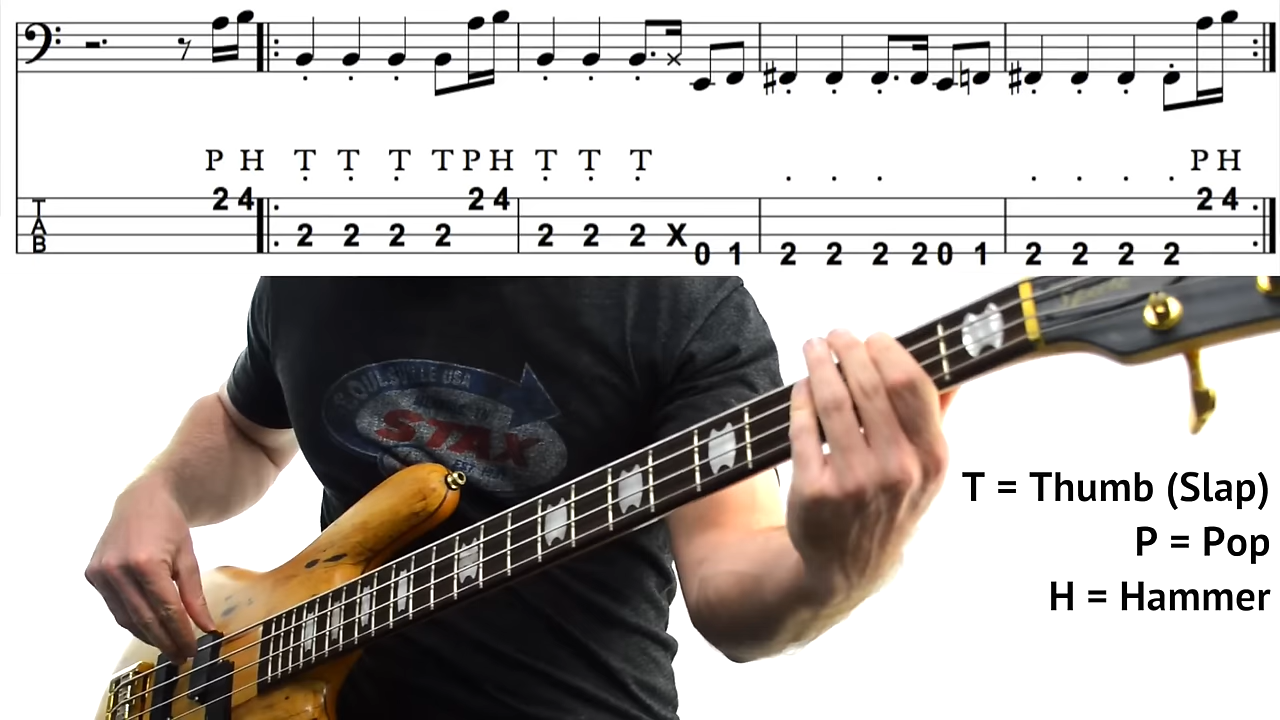 P H T T T T P H T T T P H
2 4 2 2 2 2 2 4 2 2 2 X 0 1 2 2 2 2 0 1 2 2 2 2 2 4
T
A
B
SOULSVILLE USA
STAX
T = Thumb (Slap)
P = Pop
H = Hammer